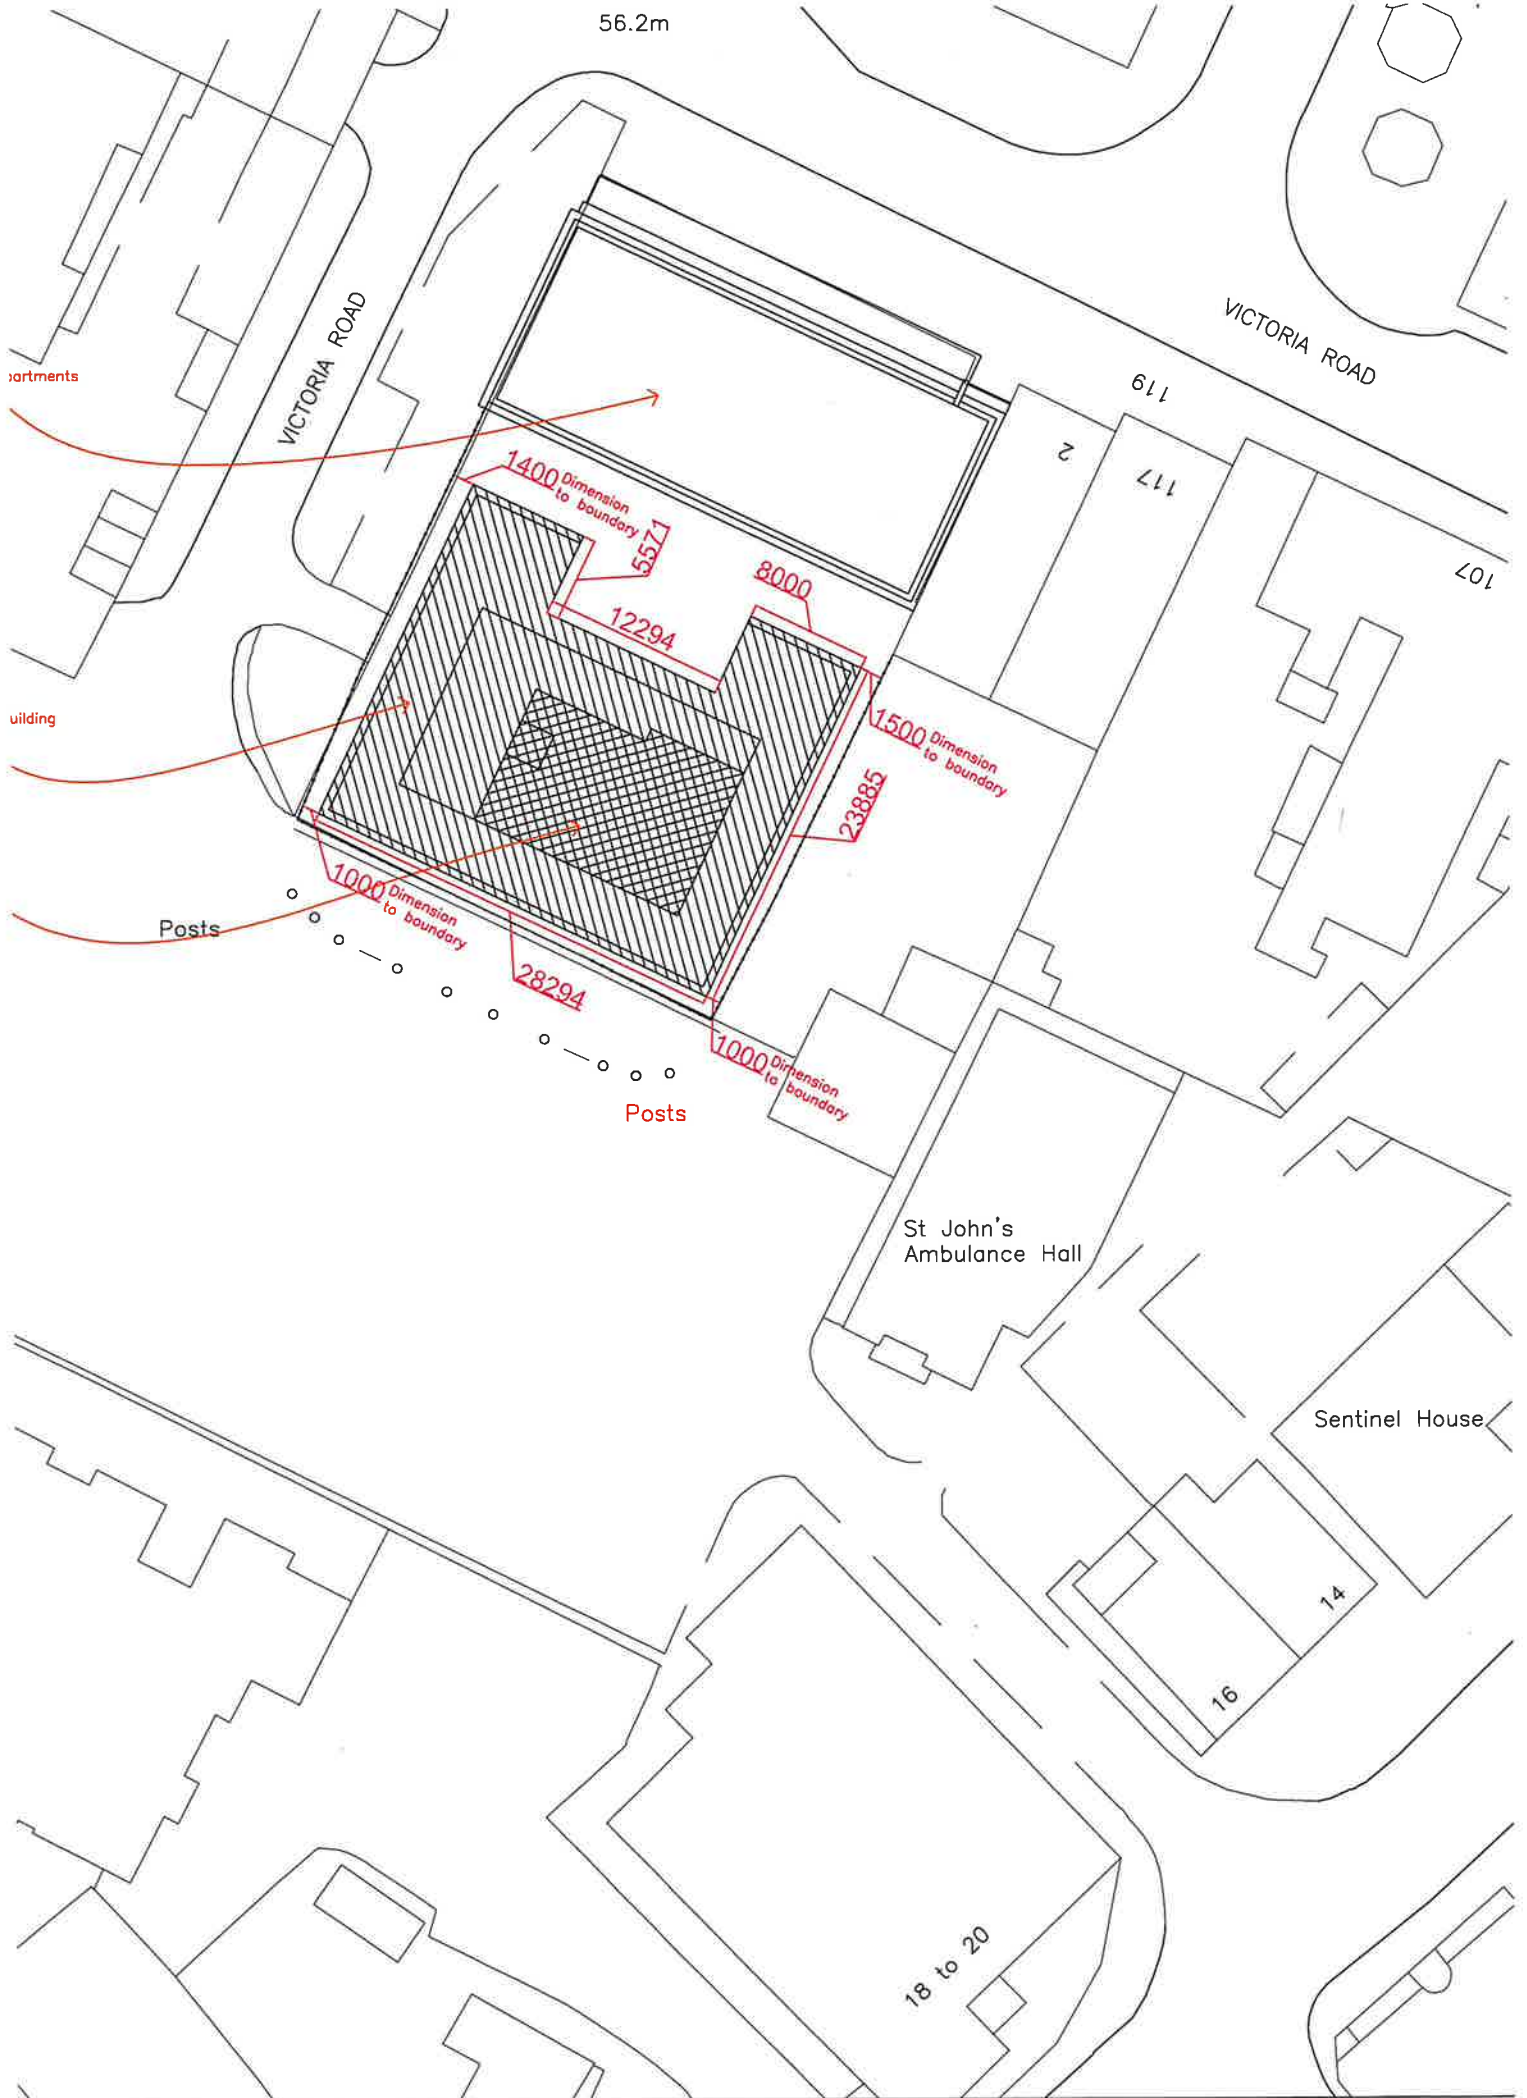 56.2m
VICTORIA ROAD
VICTORIA ROAD
119
2
117
107
partments
1400 Dimension
to boundary
5571
8000
12294
uilding
1500 Dimension
to boundary
23885
1000 Dimension
to boundary
Posts
28294
1000 Dimension
to boundary
Posts
St John's
Ambulance Hall
Sentinel House
14
16
18 to 20